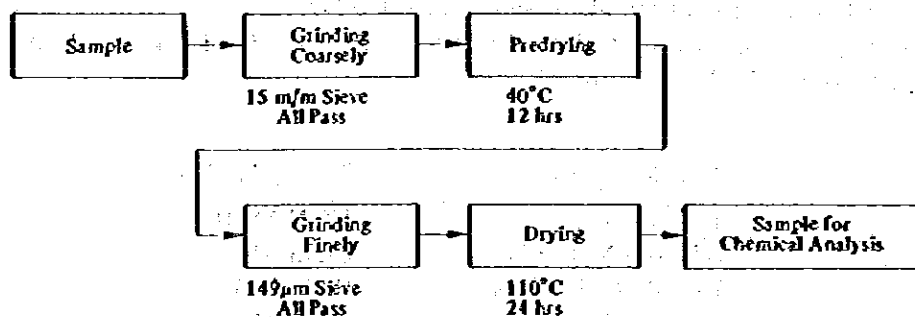 Sample
Grinding
Coarsely
Predrying
15 m/m Sieve
All Pass
40°C
12 hrs
Grinding
Finely
Drying
Sample for
Chemical Analysis
149μm Sieve
All Pass
110°C
24 hrs